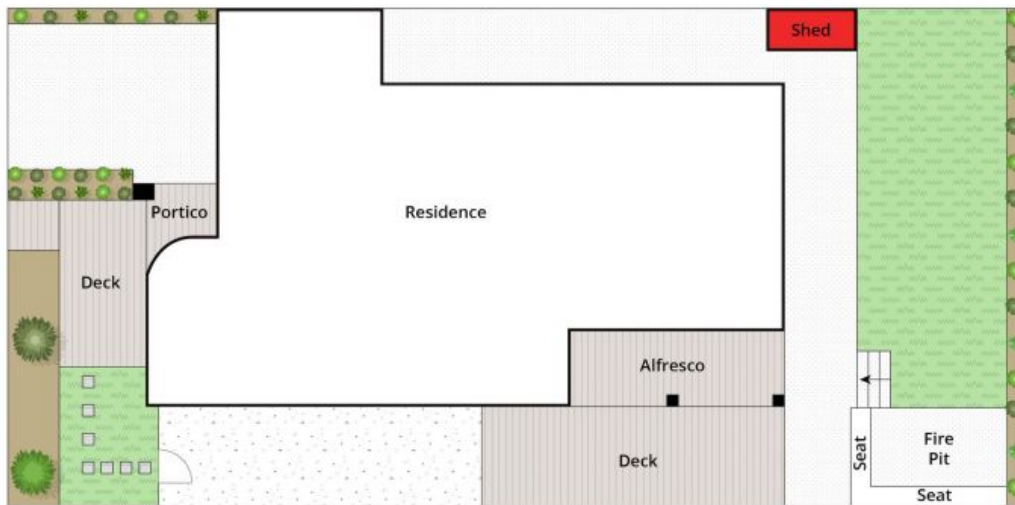 Shed
Portico
Residence
Deck
Alfresco
Seat
Fire
Pit
Deck
Seat